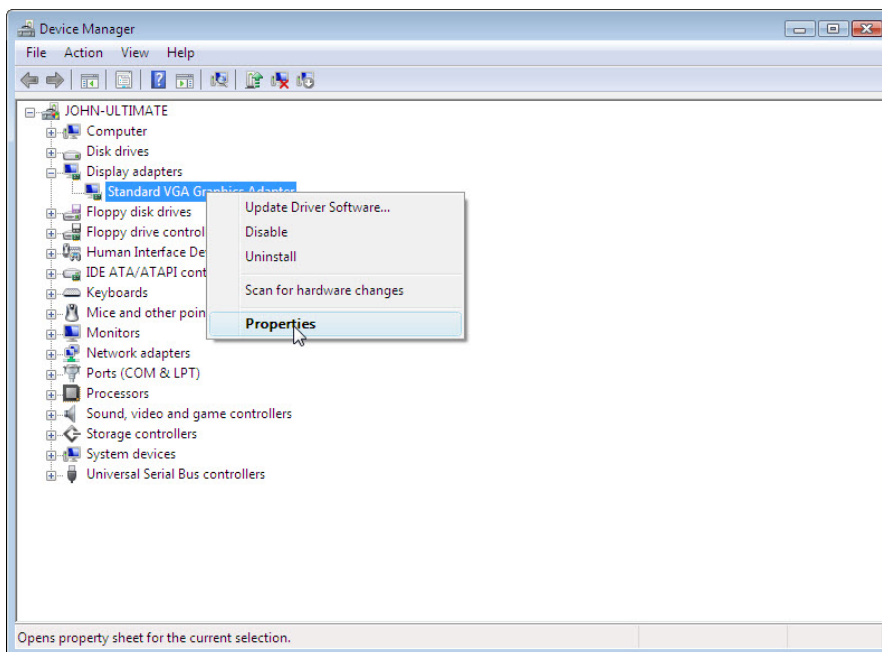 Device Manager
File Action View Help
JOHN-ULTIMATE
Computer
Disk drives
Display adapters
Standard VGA Graphics Adapter
Floppy disk drives
Update Driver Software...
Floppy drive control
Disable
Human Interface De
Uninstall
IDE ATA/ATAPI cont
Keyboards
Scan for hardware changes
Mice and other poin
Properties
Monitors
Network adapters
Ports (COM & LPT)
Processors
Sound, video and game controllers
Storage controllers
System devices
Universal Serial Bus controllers
Opens property sheet for the current selection.